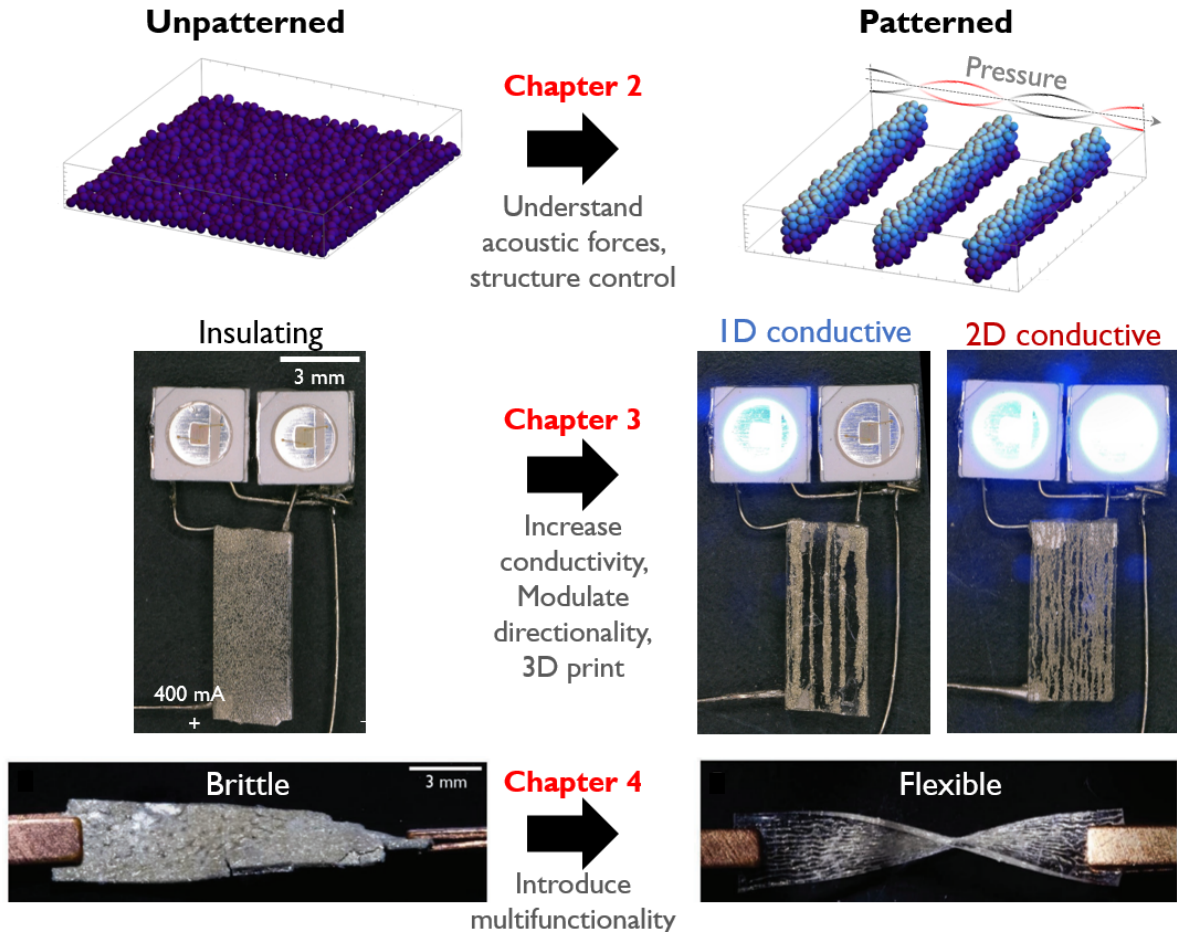 Unpatterned
Patterned
Chapter 2
Pressure
Understand
acoustic forces,
structure control
Insulating
1D conductive
2D conductive
3 mm
Chapter 3
Increase
conductivity,
Modulate
directionality,
3D print
400 mA
+
-
Brittle
3 mm
Chapter 4
Flexible
Introduce
multifunctionality